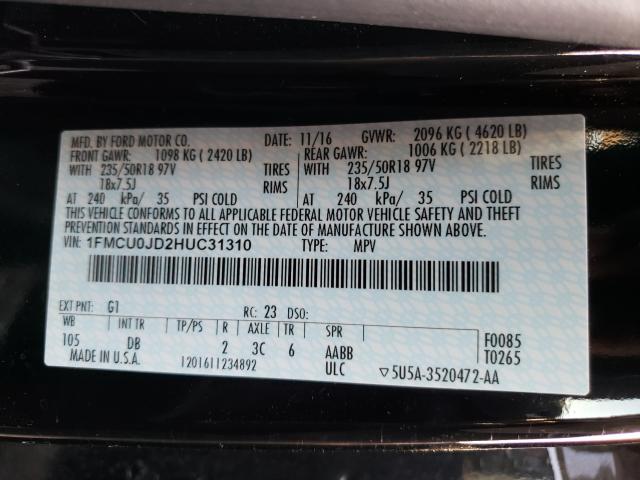 MFD. BY FORD MOTOR CO. 11/16 GVWR: 2096 KG ( 4620 LB)
FRONT GAWR: 1098 KG ( 2420 LB) REAR GAWR: 1006 KG ( 2218 LB)
WITH 235/50R18 97V TIRES WITH 235/50R18 97V TIRES
18x7.5J RIMS 18x7.5J RIMS
AT 240 kPa/ 35 PSI COLD AT 240 kPa/ 35 PSI COLD
THIS VEHICLE CONFORMS TO ALL APPLICABLE FEDERAL MOTOR VEHICLE SAFETY AND THEFT
PREVENTION STANDARDS IN EFFECT ON THE DATE OF MANUFACTURE SHOWN ABOVE.
VIN: 1FMCU0JD2HUC31310 TYPE: MPV
EXT PNT: G1 RC: 23 DSO:
WB INT TR TP/PS R AXLE TR SPR F0085
105 DB 2 3C 6 AABB T0265
MADE IN U.S.A. 1201611234892 ULC ▽5U5A-3520472-AA